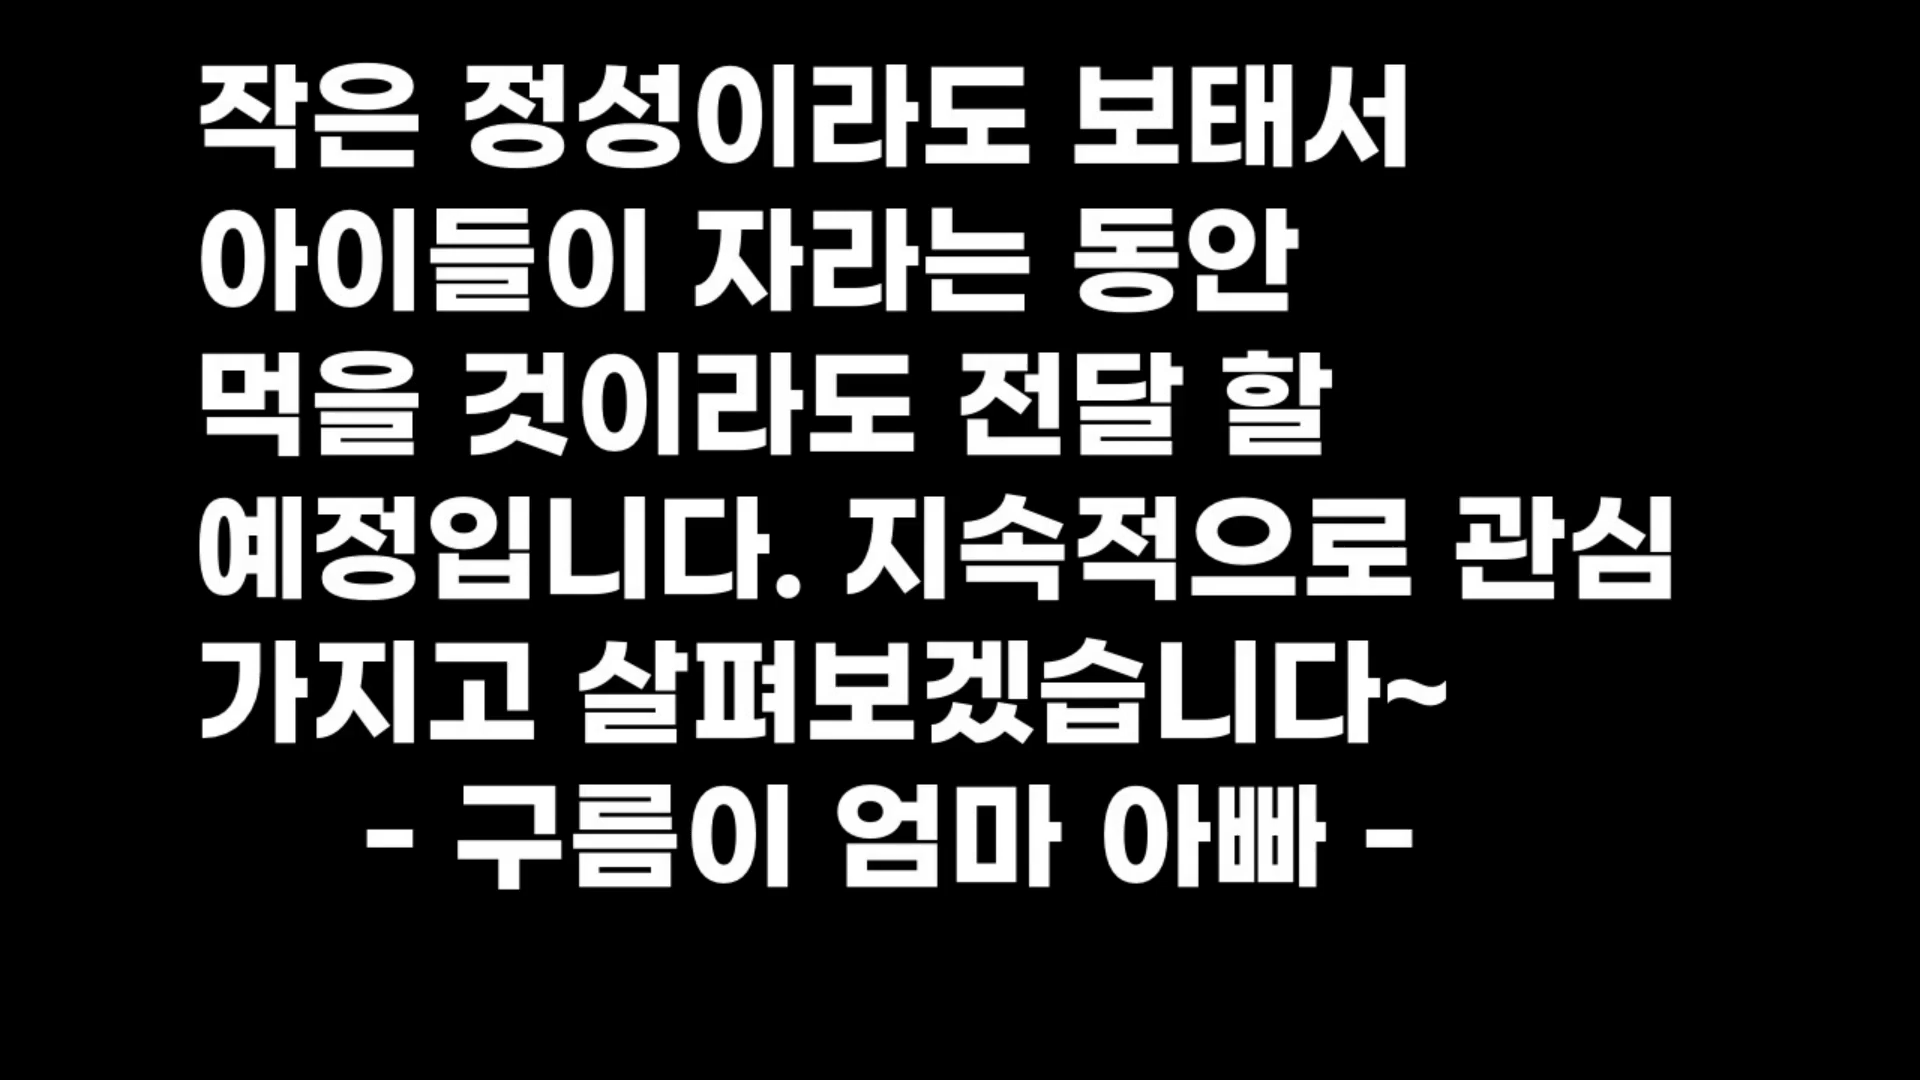 작은 정성이라도 보태서
아이들이 자라는 동안
먹을 것이라도 전달 할
예정입니다. 지속적으로 관심
가지고 살펴보겠습니다~
- 구름이 엄마 아빠 -